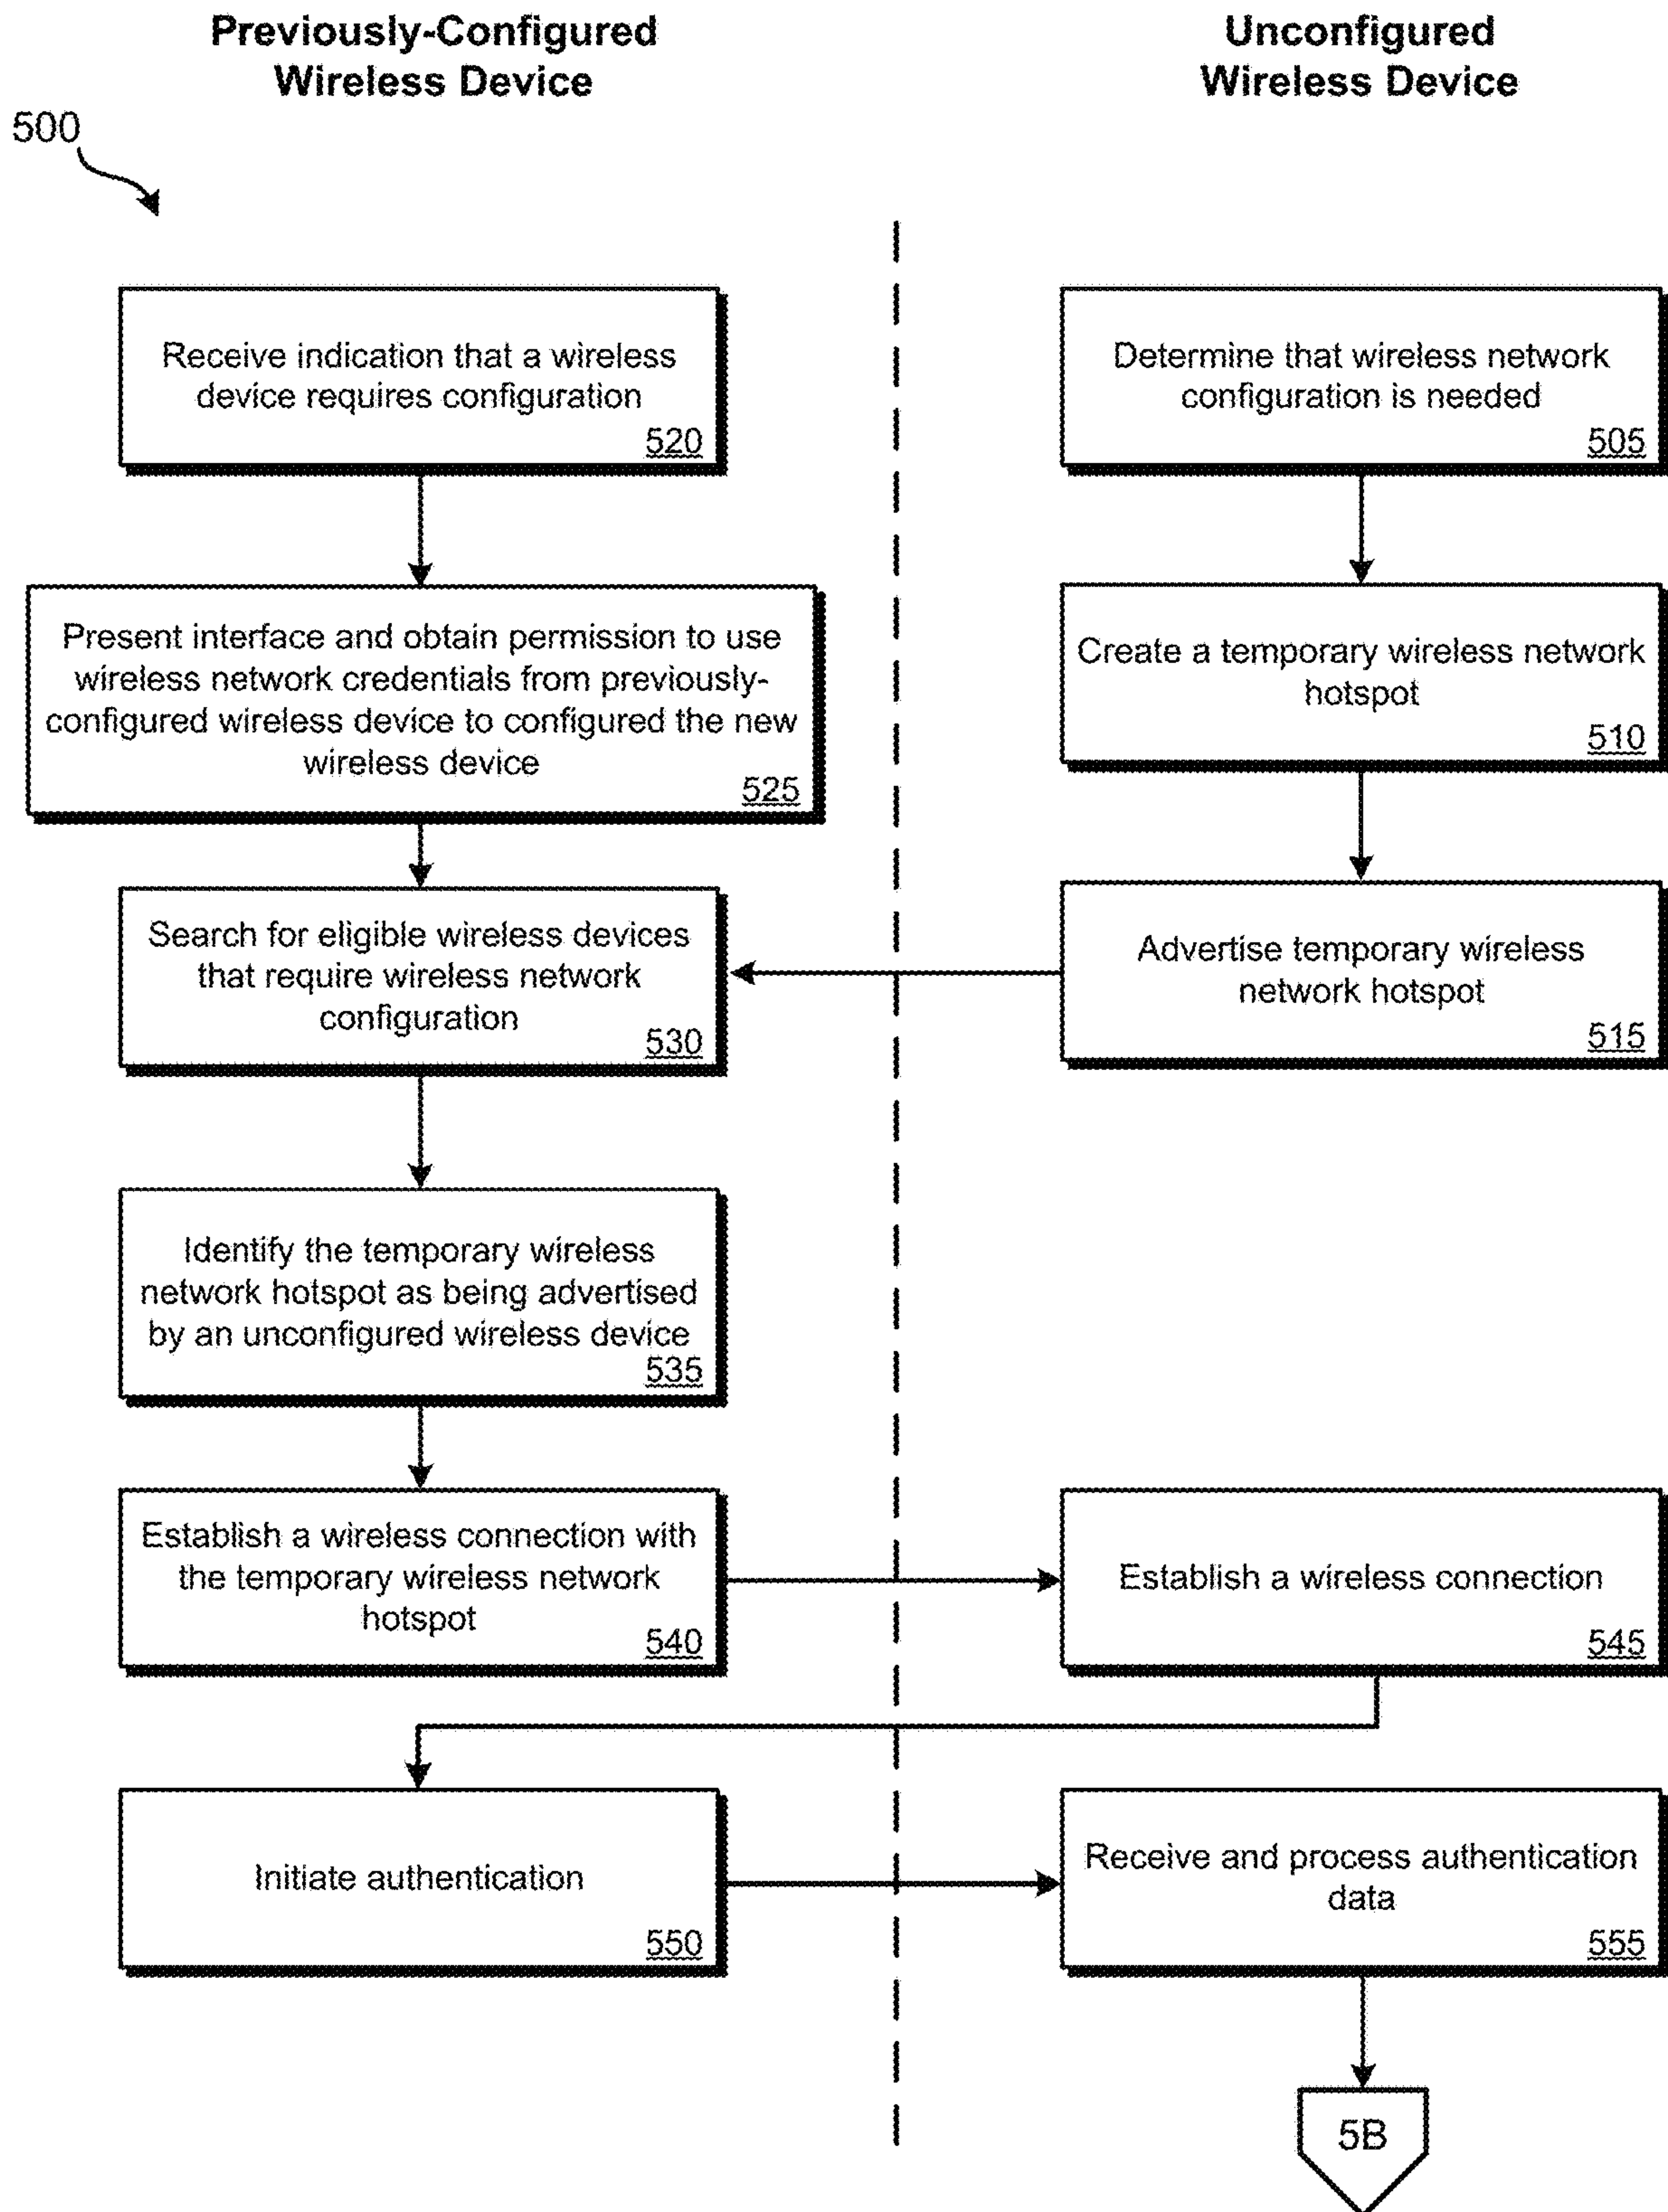 Previously-Configured
Wireless Device
Unconfigured
Wireless Device
500
Receive indication that a wireless
device requires configuration
520
Determine that wireless network
configuration is needed
505
Present interface and obtain permission to use
wireless network credentials from previously-
configured wireless device to configured the new
wireless device
525
Create a temporary wireless network
hotspot
510
Search for eligible wireless devices
that require wireless network
configuration
530
Advertise temporary wireless
network hotspot
515
Identify the temporary wireless
network hotspot as being advertised
by an unconfigured wireless device
535
Establish a wireless connection with
the temporary wireless network
hotspot
540
Establish a wireless connection
545
Initiate authentication
550
Receive and process authentication
data
555
5B